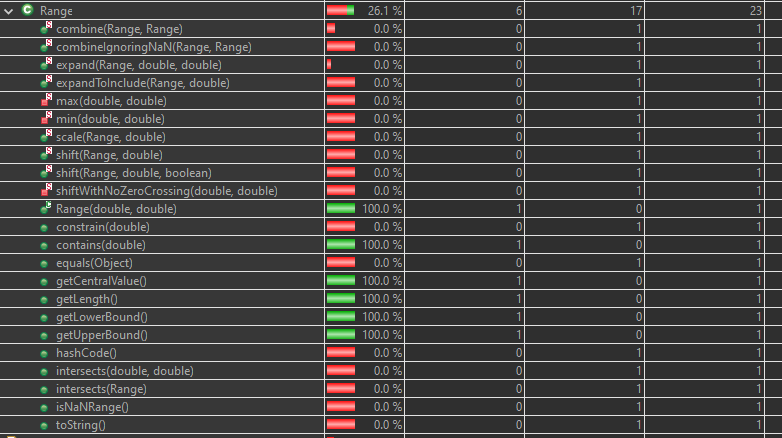 Range 26.1 % 6 17 23
combine(Range, Range) 0.0 % 0 1 1
combineIgnoringNaN(Range, Range) 0.0 % 0 1 1
expand(Range, double, double) 0.0 % 0 1 1
expandToInclude(Range, double) 0.0 % 0 1 1
max(double, double) 0.0 % 0 1 1
min(double, double) 0.0 % 0 1 1
scale(Range, double) 0.0 % 0 1 1
shift(Range, double) 0.0 % 0 1 1
shift(Range, double, boolean) 0.0 % 0 1 1
shiftWithNoZeroCrossing(double, double) 0.0 % 0 1 1
Range(double, double) 100.0 % 1 0 1
constrain(double) 0.0 % 0 1 1
contains(double) 100.0 % 1 0 1
equals(Object) 0.0 % 0 1 1
getCentralValue() 100.0 % 1 0 1
getLength() 100.0 % 1 0 1
getLowerBound() 100.0 % 1 0 1
getUpperBound() 100.0 % 1 0 1
hashCode() 0.0 % 0 1 1
intersects(double, double) 0.0 % 0 1 1
intersects(Range) 0.0 % 0 1 1
isNaNRange() 0.0 % 0 1 1
toString() 0.0 % 0 1 1